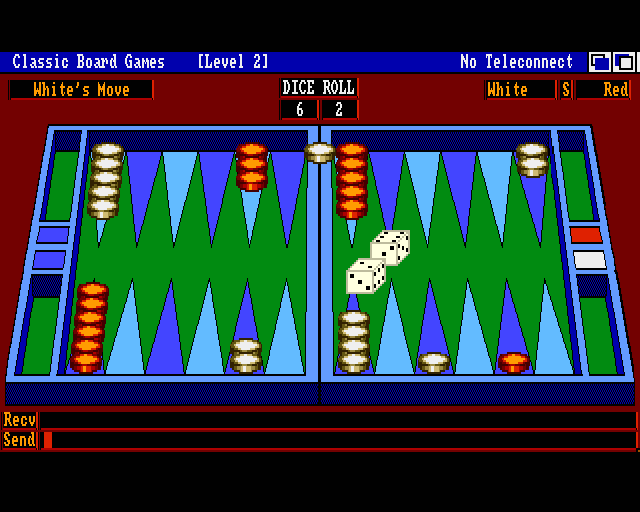 Classic Board Games [Level 2] No Teleconnect
White's Move DICE ROLL White S Red
6 2
Recv
Send